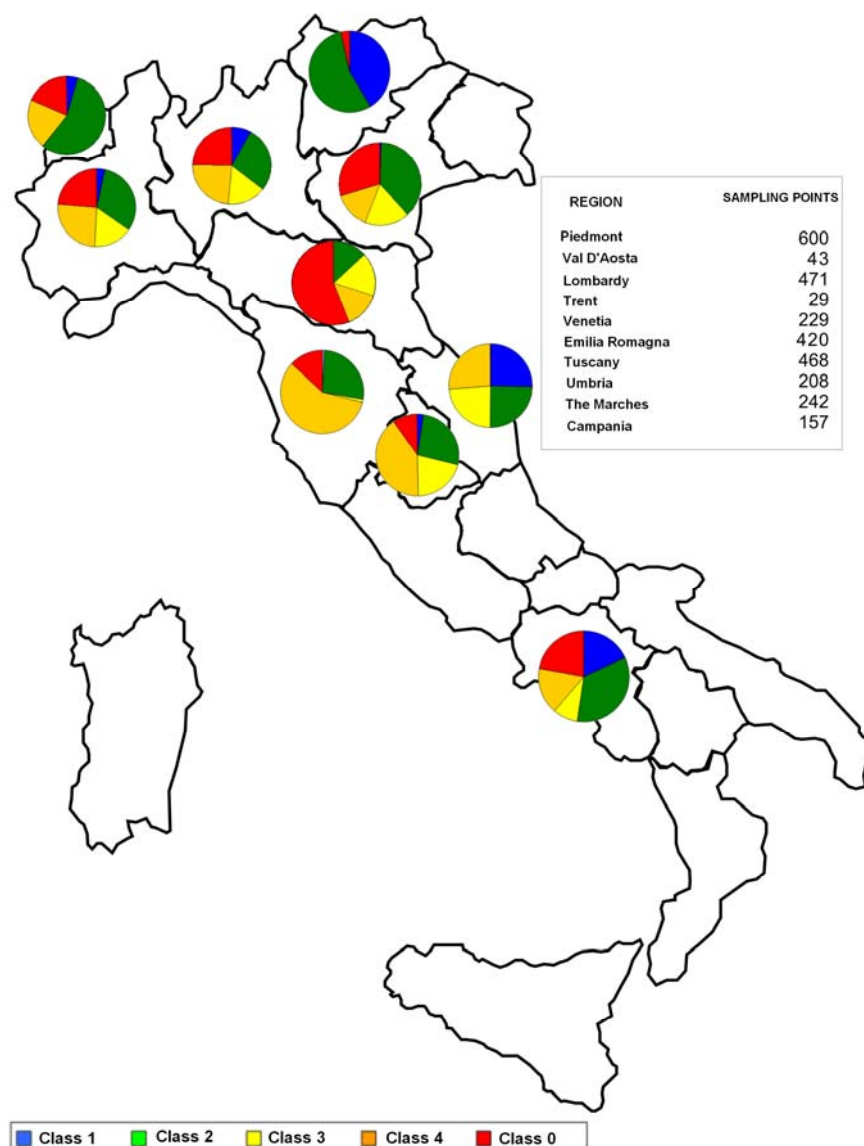 REGION SAMPLING POINTS
Piedmont 600
Val D'Aosta 43
Lombardy 471
Trent 29
Venetia 229
Emilia Romagna 420
Tuscany 468
Umbria 208
The Marches 242
Campania 157
Class 1 Class 2 Class 3 Class 4 Class 0